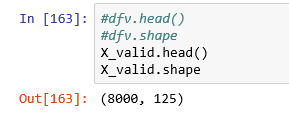 In [163]: #dfv.head()
#dfv.shape
X_valid.head()
X_valid.shape
Out[163]: (8000, 125)